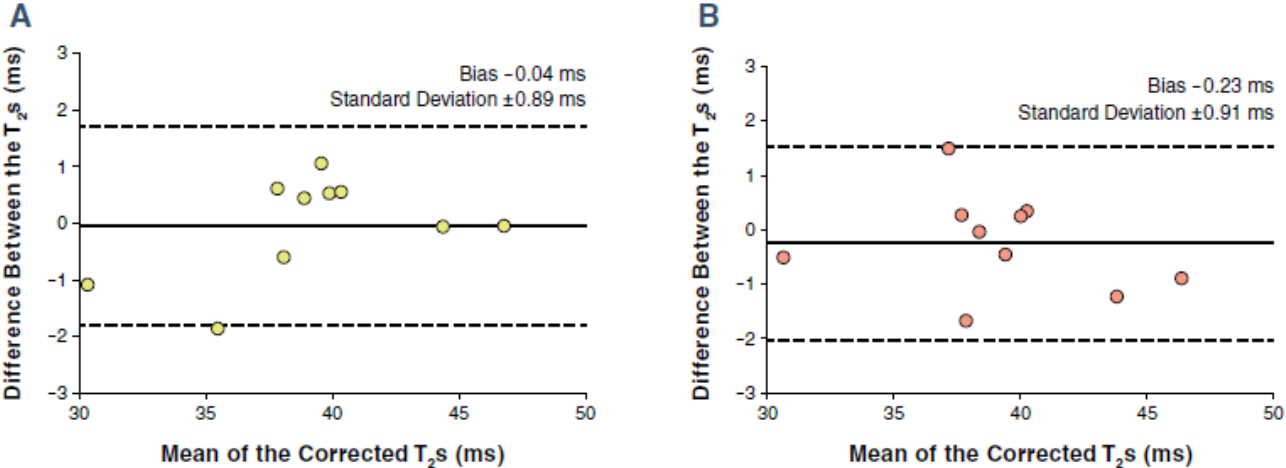 A
Difference Between the T₂s (ms)
3
2
1
0
−1
−2
−3
Bias −0.04 ms
Standard Deviation ±0.89 ms
30
35
40
45
50
Mean of the Corrected T₂s (ms)
B
Difference Between the T₂s (ms)
3
2
1
0
−1
−2
−3
Bias −0.23 ms
Standard Deviation ±0.91 ms
30
35
40
45
50
Mean of the Corrected T₂s (ms)